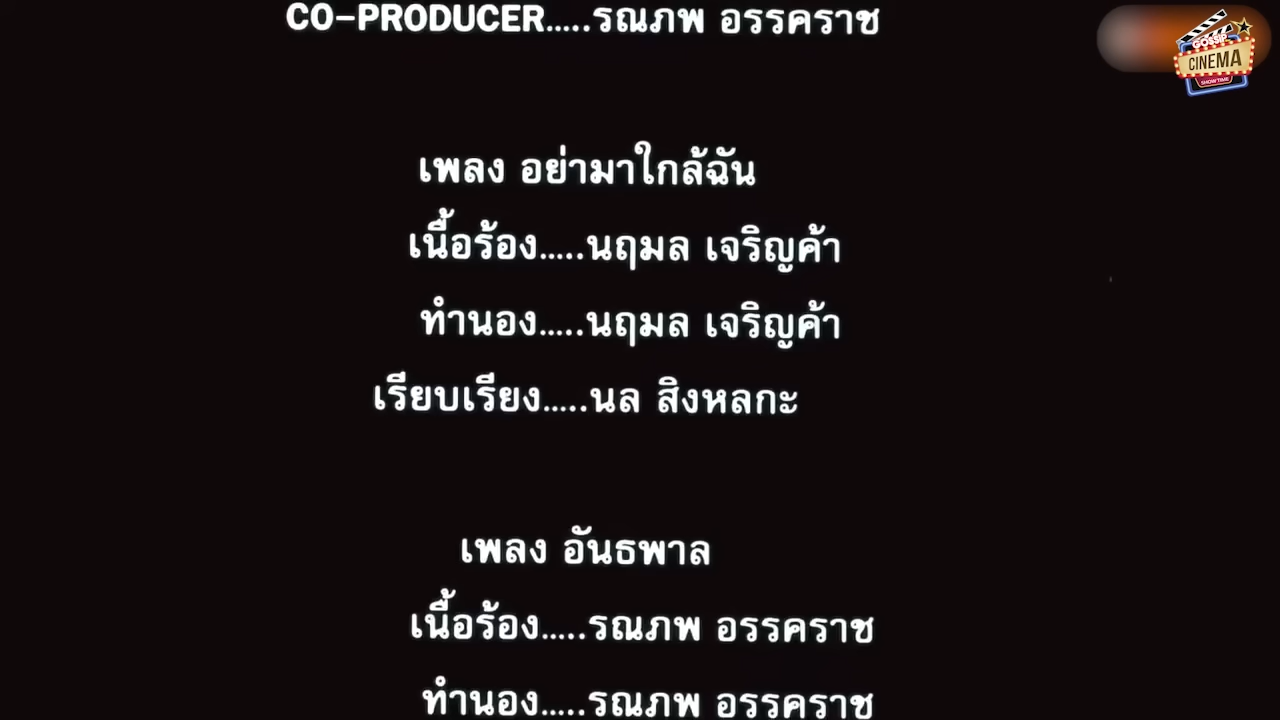 CO-PRODUCER.....รณภพ อรรคราช
GOSSIP
CINEMA
SHOWTIME
เพลง อย่ามาใกล้ฉัน
เนื้อร้อง.....นฤมล เจริญค้า
ทำนอง.....นฤมล เจริญค้า
เรียบเรียง.....นล สิงหลกะ
เพลง อันธพาล
เนื้อร้อง.....รณภพ อรรคราช
ทำนอง.....รณภพ อรรคราช